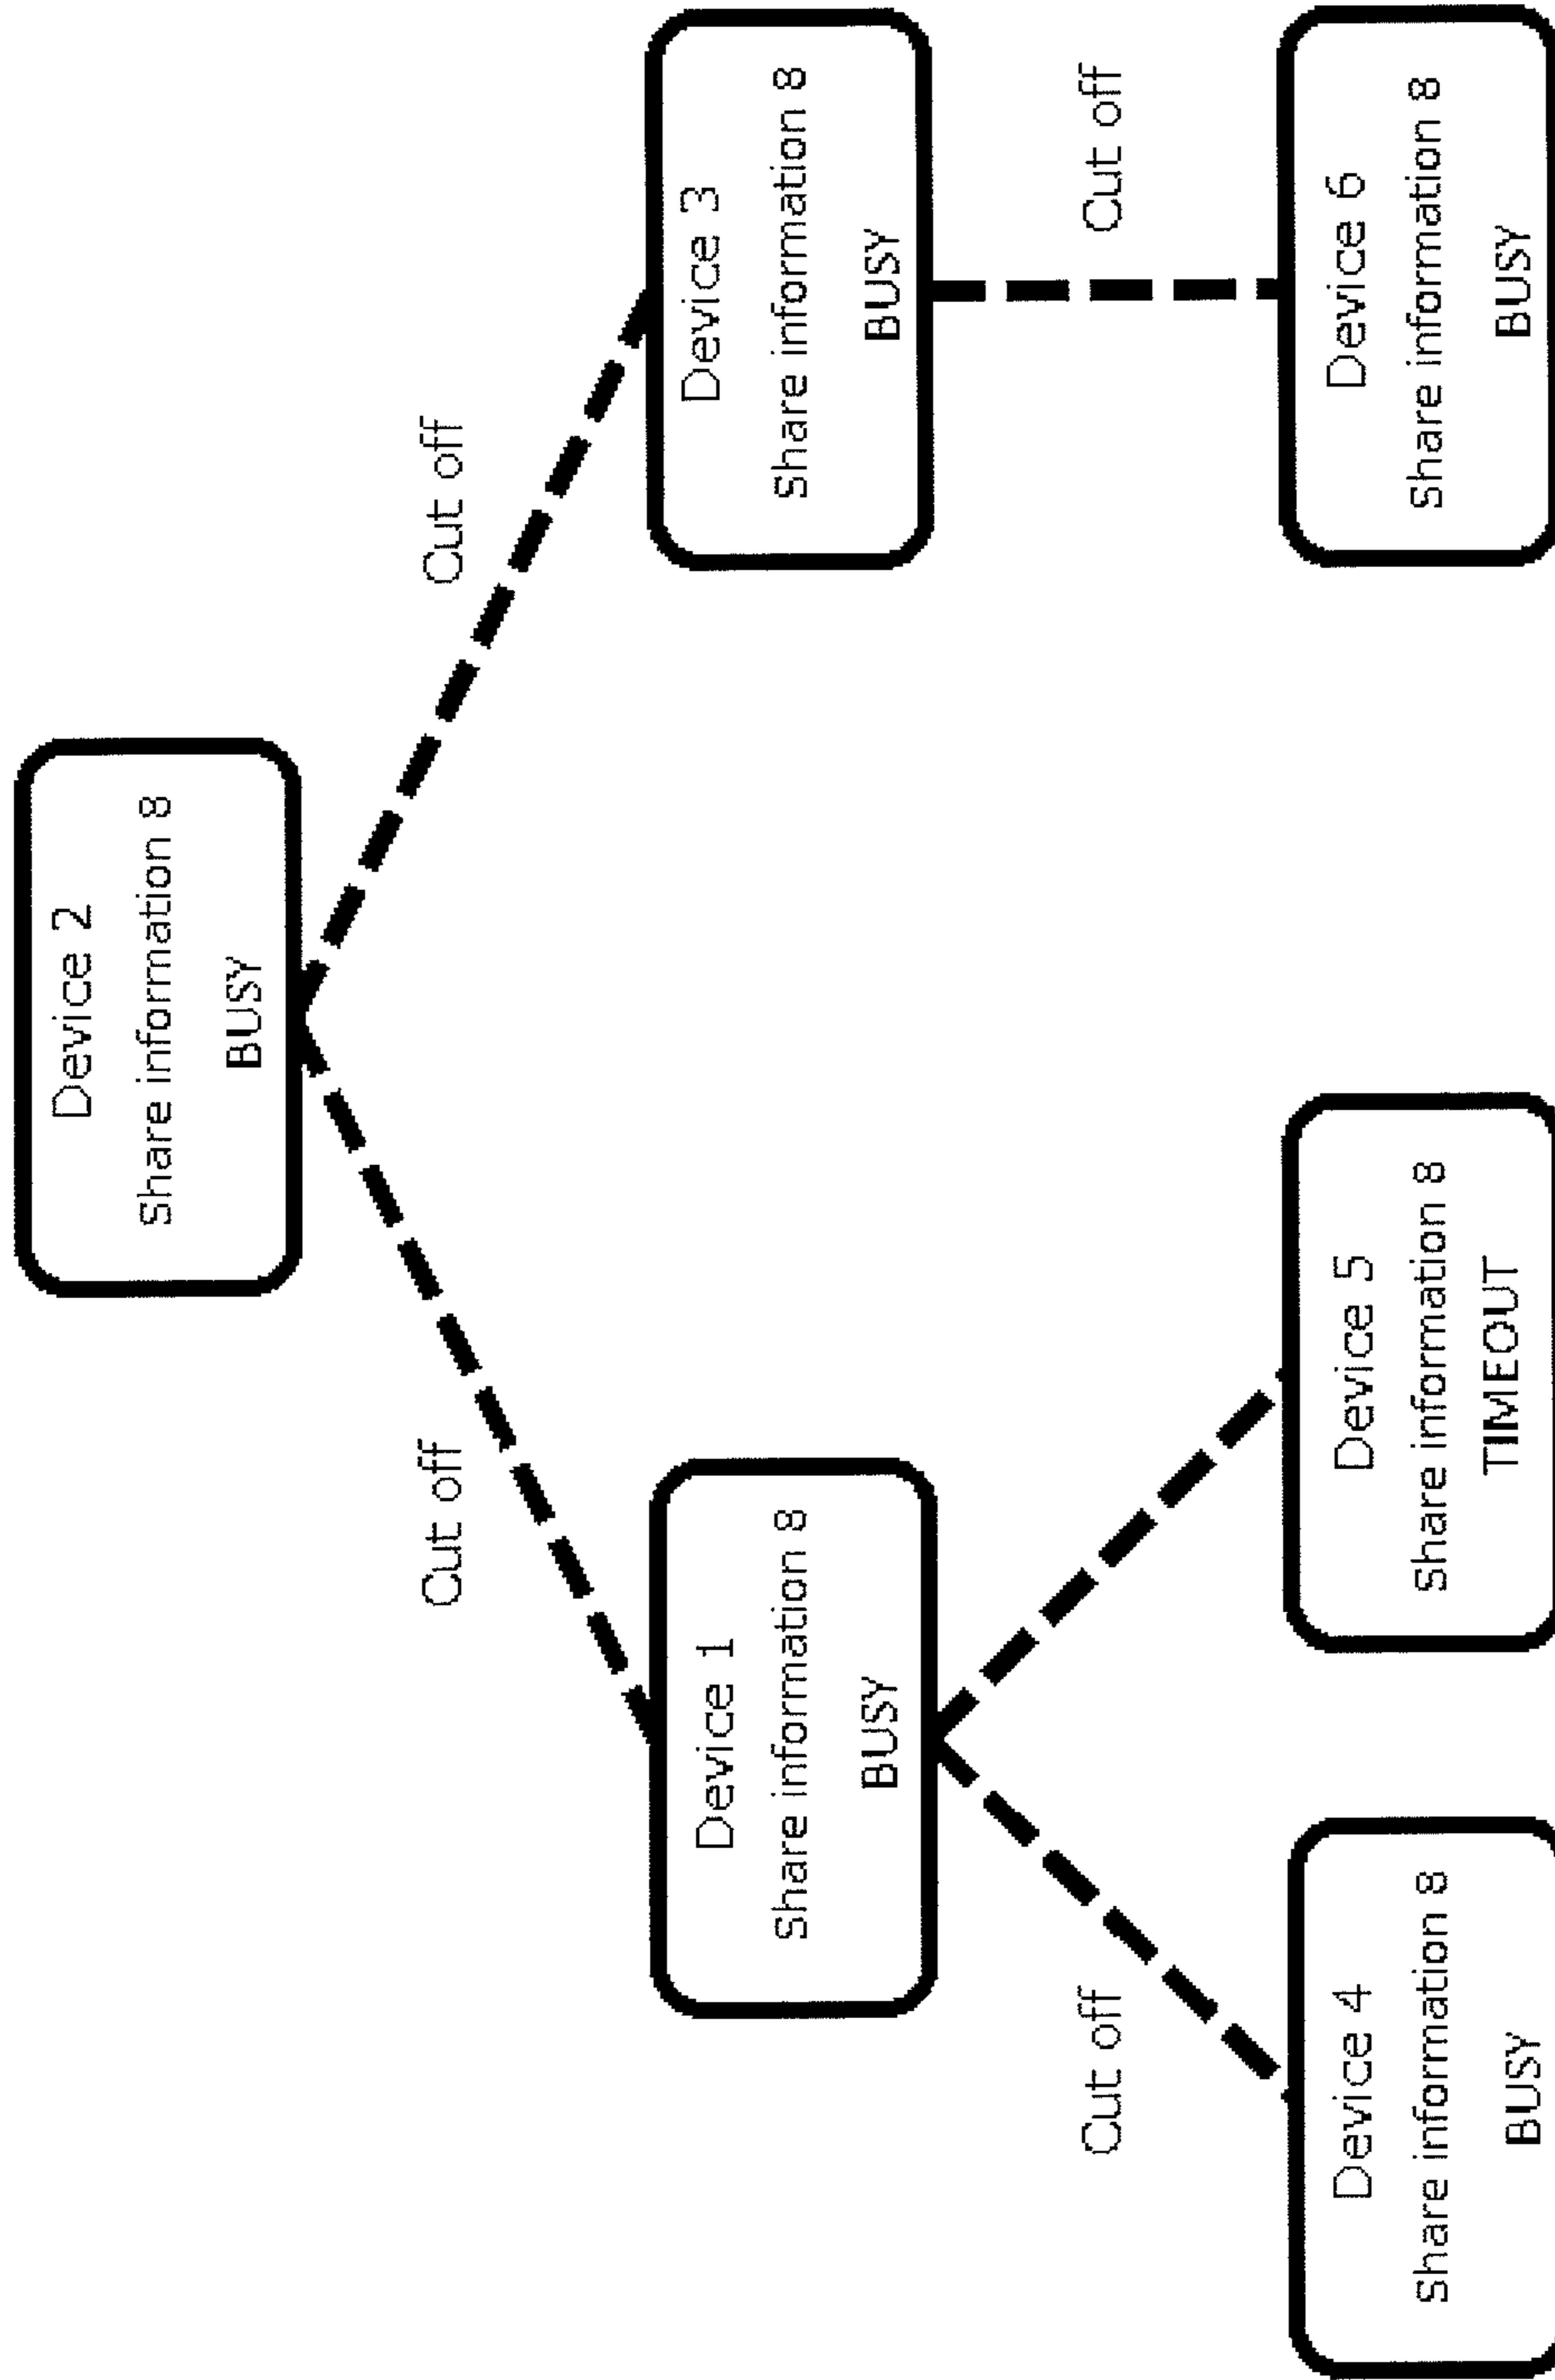 Device 2
Share information 8
BUSY
Cut off
Cut off
Device 1
Share information 8
BUSY
Device 3
Share information 8
BUSY
Cut off
Cut off
Device 4
Share information 8
BUSY
Device 5
Share information 8
TIMEOUT
Device 6
Share information 8
BUSY